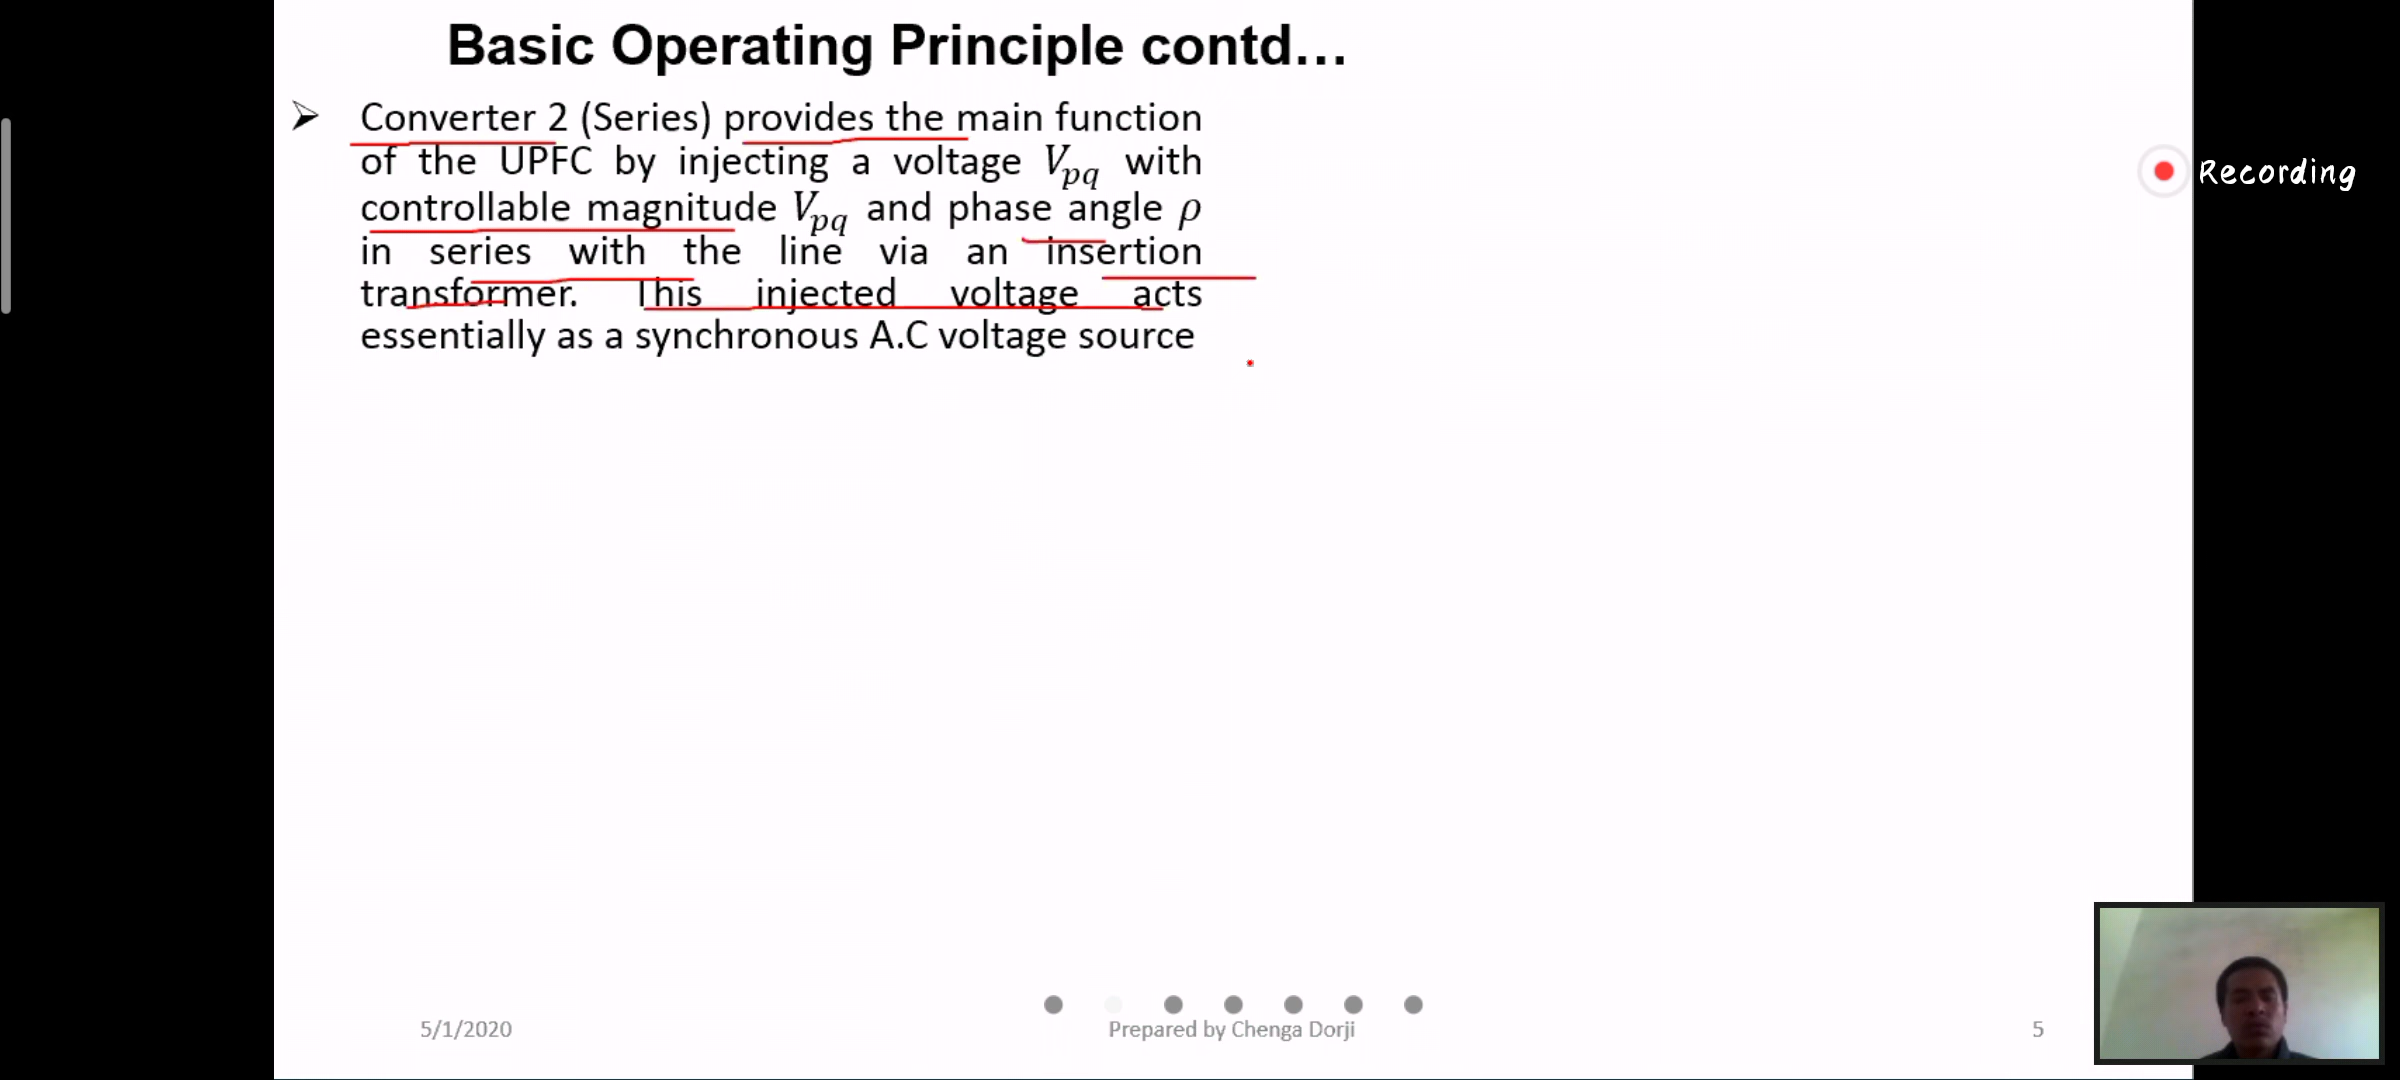 Basic Operating Principle contd...
➢ Converter 2 (Series) provides the main function
of the UPFC by injecting a voltage V_pq with
controllable magnitude V_pq and phase angle ρ
in series with the line via an insertion
transformer. This injected voltage acts
essentially as a synchronous A.C voltage source
Recording
5/1/2020
Prepared by Chenga Dorji
5